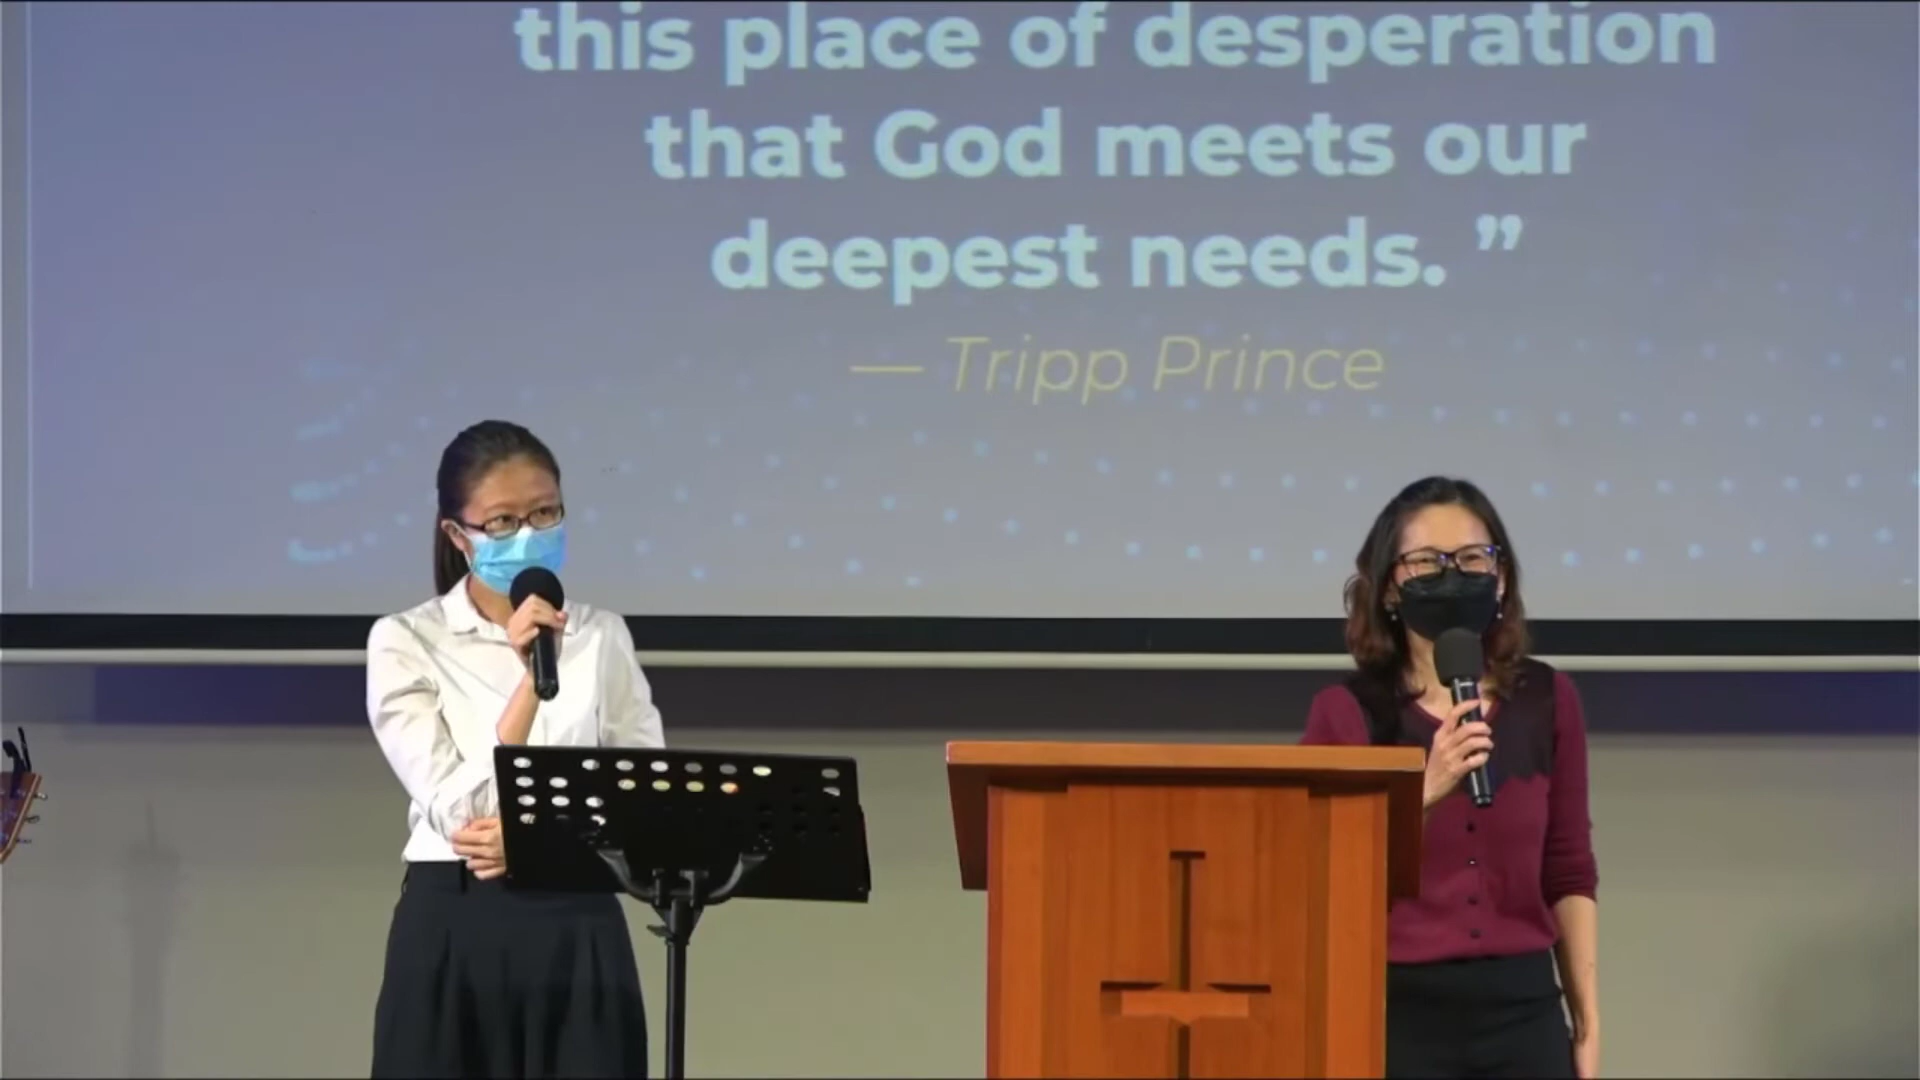 this place of desperation
that God meets our
deepest needs. ”
— Tripp Prince